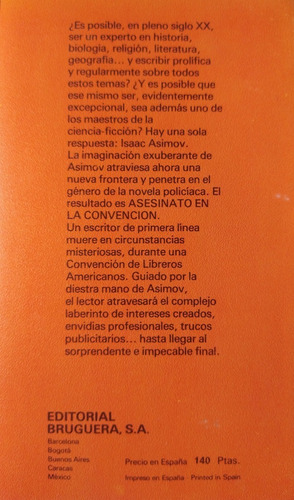 ¿Es posible, en pleno siglo XX,
ser un experto en historia,
biología, religión, literatura,
geografía... y escribir prolífica
y regularmente sobre todos
estos temas? ¿Y es posible que
ese mismo ser, evidentemente
excepcional, sea además uno de
los maestros de la
ciencia-ficción? Hay una sola
respuesta: Isaac Asimov.
La imaginación exuberante de
Asimov atraviesa ahora una
nueva frontera y penetra en el
género de la novela policíaca. El
resultado es ASESINATO EN
LA CONVENCION.
Un escritor de primera línea
muere en circunstancias
misteriosas, durante una
Convención de Libreros
Americanos. Guiado por la
diestra mano de Asimov,
el lector atravesará el complejo
laberinto de intereses creados,
envidias profesionales, trucos
publicitarios... hasta llegar al
sorprendente e impecable final.
EDITORIAL
BRUGUERA, S.A.
Barcelona
Bogotá
Buenos Aires
Caracas
México
Precio en España 140 Ptas.
Impreso en España - Printed in Spain